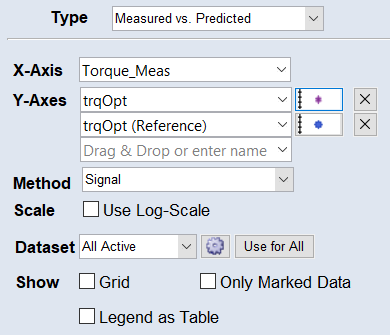 Type Measured vs. Predicted
X-Axis Torque_Meas
Y-Axes trqOpt
trqOpt (Reference)
Drag & Drop or enter name
Method Signal
Scale Use Log-Scale
Dataset All Active Use for All
Show Grid Only Marked Data
Legend as Table